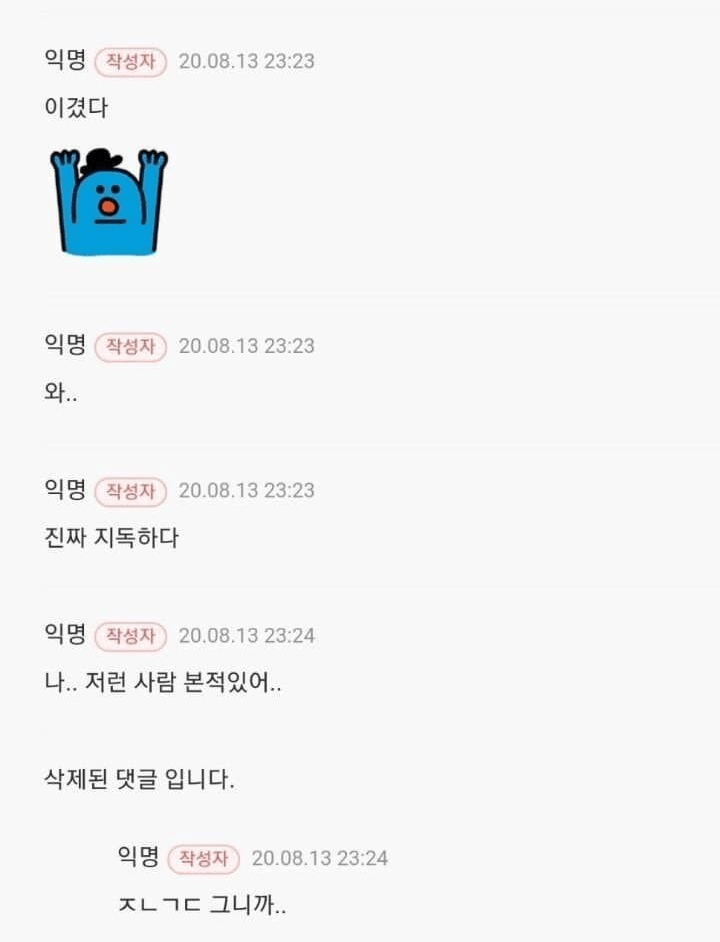 익명 작성자 20.08.13 23:23
이겼다
익명 작성자 20.08.13 23:23
와..
익명 작성자 20.08.13 23:23
진짜 지독하다
익명 작성자 20.08.13 23:24
나.. 저런 사람 본적있어..
삭제된 댓글 입니다.
익명 작성자 20.08.13 23:24
ㅈㄴㄱㄷ 그니까..